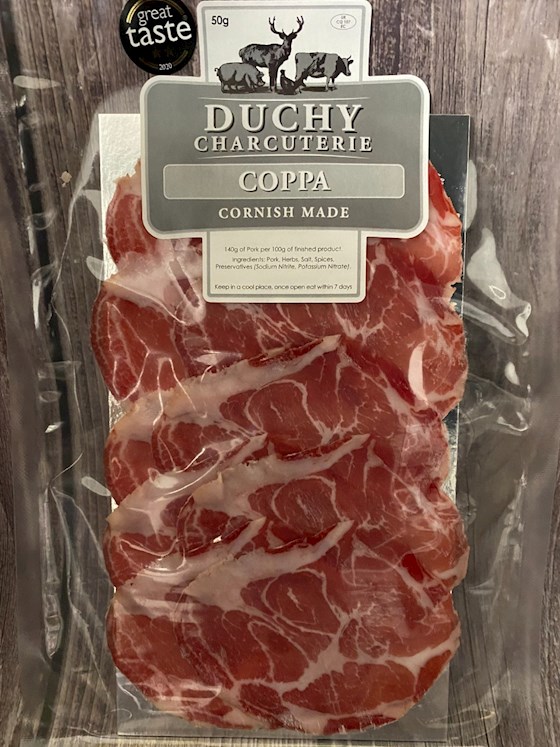 great
taste
2020
50g
DUCHY
CHARCUTERIE
COPPA
CORNISH MADE
140g of Pork per 100g of finished product
Ingredients: Pork, Herbs, Salt, Spices,
Preservatives (Sodium Nitrite, Potassium Nitrate).
Keep in a cool place, once open eat within 7 days